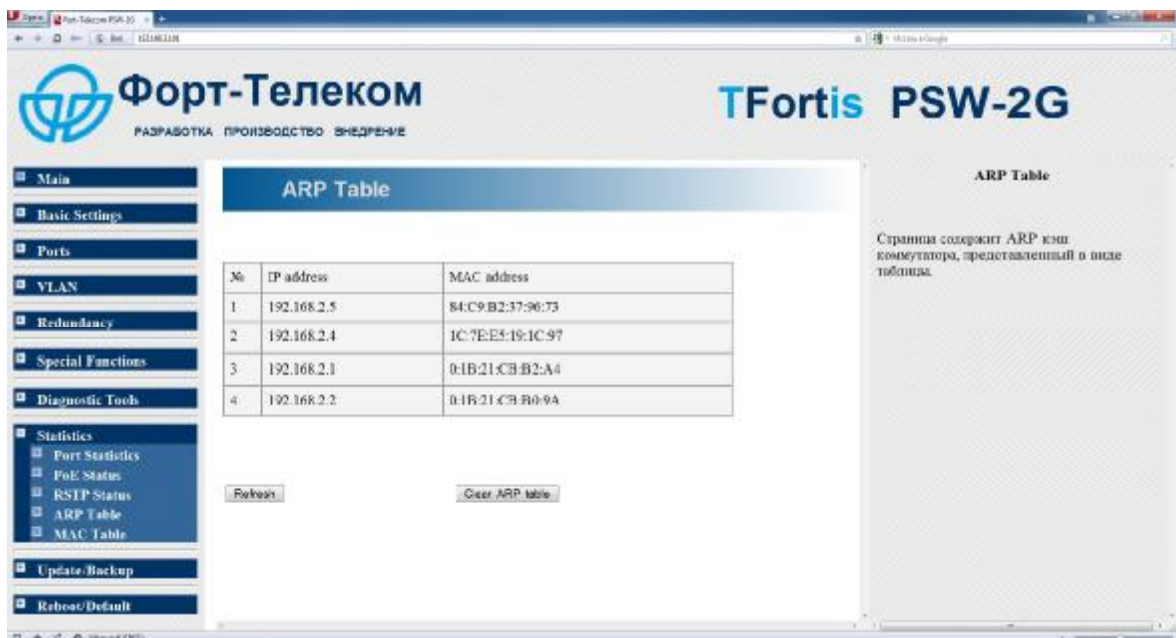 Port-Telecom PSW-2G
Форт-Телеком
РАЗРАБОТКА ПРОИЗВОДСТВО ВНЕДРЕНИЕ
TFortis PSW-2G
Main
Basic Settings
Ports
VLAN
Redundancy
Special Functions
Diagnostic Tools
Statistics
Port Statistics
PoE Status
RSTP Status
ARP Table
MAC Table
Update/Backup
Reboot/Default
ARP Table
№ IP address MAC address
1 192.168.2.5 84:C9:B2:37:96:73
2 192.168.2.4 1C:7E:E5:19:1C:97
3 192.168.2.1 0:1B:21:CB:B2:A4
4 192.168.2.2 0:1B:21:CB:B0:9A
Refresh Clear ARP table
ARP Table
Страница содержит ARP кэш
коммутатора, представленный в виде
таблицы.